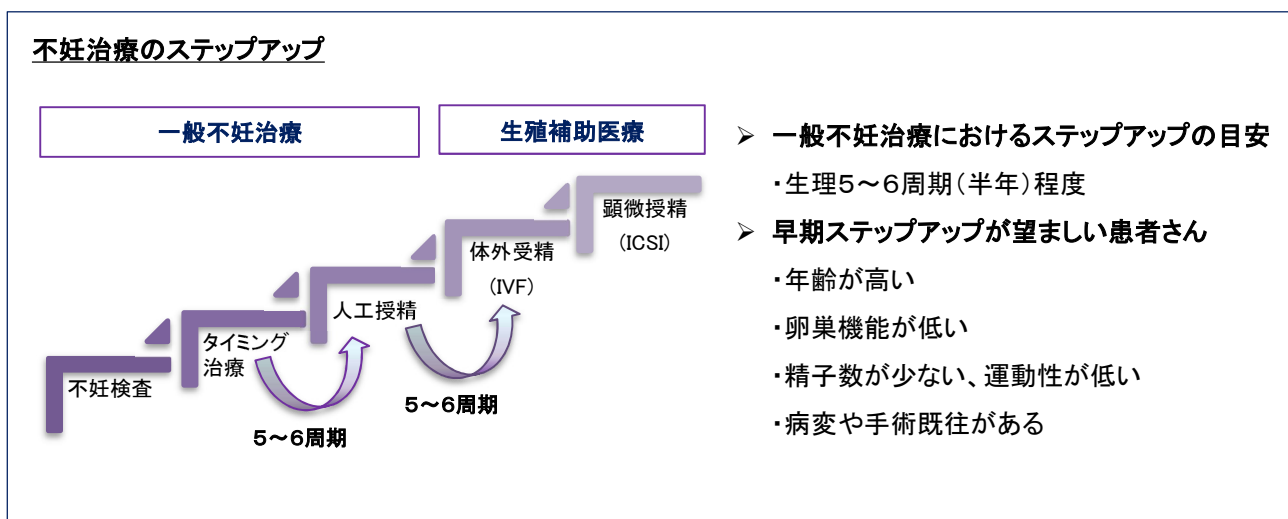 不妊治療のステップアップ
一般不妊治療
生殖補助医療
不妊検査
タイミング
治療
人工授精
体外受精
(IVF)
顕微授精
(ICSI)
5~6周期
5~6周期
➢ 一般不妊治療におけるステップアップの目安
・生理5~6周期(半年)程度
➢ 早期ステップアップが望ましい患者さん
・年齢が高い
・卵巣機能が低い
・精子数が少ない、運動性が低い
・病変や手術既往がある